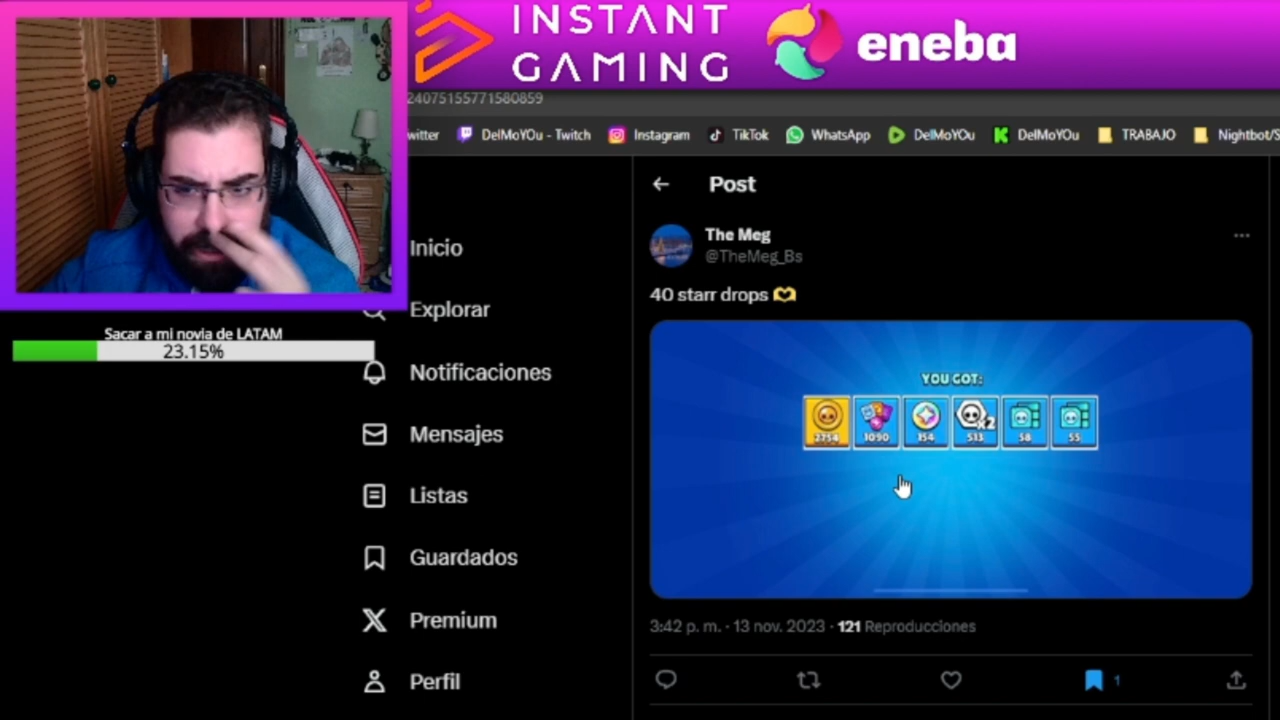 INSTANT
GAMING
eneba
24075155771580859
witter
DelMoYOu - Twitch
Instagram
TikTok
WhatsApp
DelMoYOu
DelMoYOu
TRABAJO
Nightbot/S
Post
The Meg
@TheMeg_Bs
40 starr drops 🫶
YOU GOT:
2754 1090 154 x2 513 58 55
3:42 p. m. · 13 nov. 2023 · 121 Reproducciones
1
Sacar a mi novia de LATAM
23.15%
Inicio
Explorar
Notificaciones
Mensajes
Listas
Guardados
Premium
Perfil